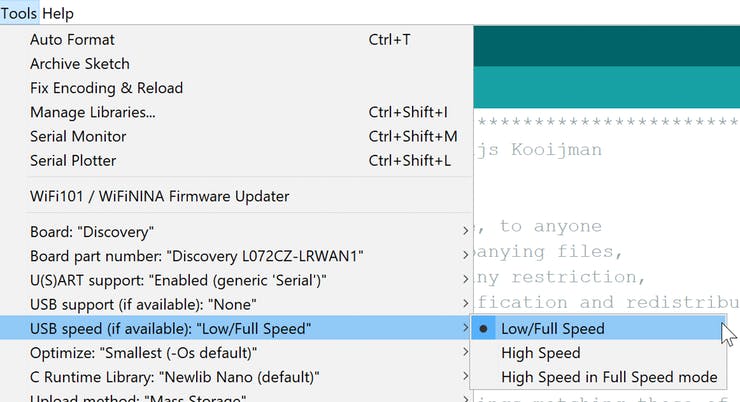 Tools Help
Auto Format Ctrl+T
Archive Sketch
Fix Encoding & Reload
Manage Libraries... Ctrl+Shift+I
Serial Monitor Ctrl+Shift+M
Serial Plotter Ctrl+Shift+L
WiFi101 / WiFiNINA Firmware Updater
Board: "Discovery"
Board part number: "Discovery L072CZ-LRWAN1"
U(S)ART support: "Enabled (generic 'Serial')"
USB support (if available): "None"
USB speed (if available): "Low/Full Speed"
Optimize: "Smallest (-Os default)"
C Runtime Library: "Newlib Nano (default)"
Upload method: "Mass Storage"
Low/Full Speed
High Speed
High Speed in Full Speed mode
***********************
js Kooijman
, to anyone
anying files,
ny restriction,
fication and redistribu